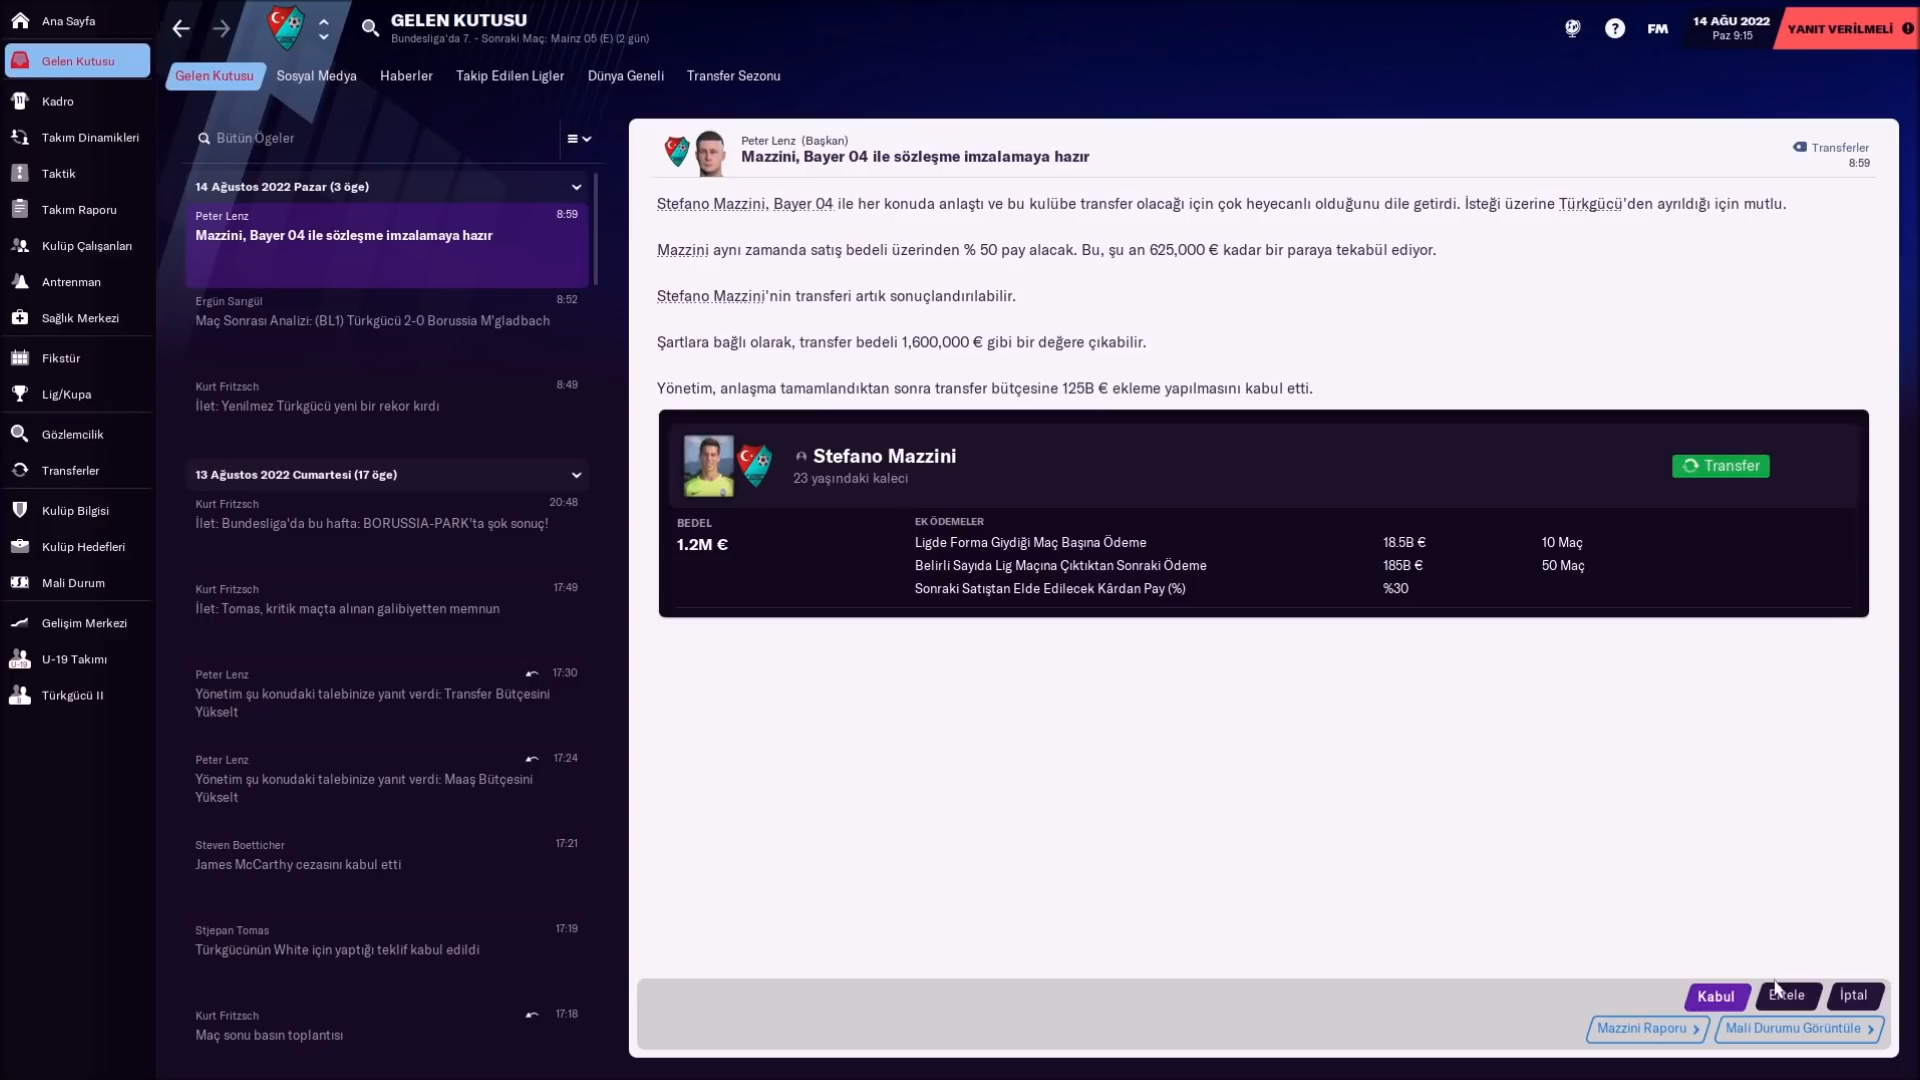 Ana Sayfa
Gelen Kutusu
Kadro
Takım Dinamikleri
Taktik
Takım Raporu
Kulüp Çalışanları
Antrenman
Sağlık Merkezi
Fikstür
Lig/Kupa
Gözlemcilik
Transferler
Kulüp Bilgisi
Kulüp Hedefleri
Mali Durum
Gelişim Merkezi
U-19 Takımı
Türkgücü II
GELEN KUTUSU
Bundesliga'da 7. - Sonraki Maç: Mainz 05 (E) (2 gün)
FM
14 AĞU 2022
Paz 9:15
YANIT VERİLMELİ
Gelen Kutusu Sosyal Medya Haberler Takip Edilen Ligler Dünya Geneli Transfer Sezonu
Bütün Ögeler
14 Ağustos 2022 Pazar (3 öge)
Peter Lenz 8:59
Mazzini, Bayer 04 ile sözleşme imzalamaya hazır
Ergün Sarıgül 8:52
Maç Sonrası Analizi: (BL1) Türkgücü 2-0 Borussia M'gladbach
Kurt Fritzsch 8:49
İlet: Yenilmez Türkgücü yeni bir rekor kırdı
13 Ağustos 2022 Cumartesi (17 öge)
Kurt Fritzsch 20:48
İlet: Bundesliga'da bu hafta: BORUSSIA-PARK'ta şok sonuç!
Kurt Fritzsch 17:49
İlet: Tomas, kritik maçta alınan galibiyetten memnun
Peter Lenz 17:30
Yönetim şu konudaki talebinize yanıt verdi: Transfer Bütçesini
Yükselt
Peter Lenz 17:24
Yönetim şu konudaki talebinize yanıt verdi: Maaş Bütçesini
Yükselt
Steven Boetticher 17:21
James McCarthy cezasını kabul etti
Stjepan Tomas 17:19
Türkgücünün White için yaptığı teklif kabul edildi
Kurt Fritzsch 17:18
Maç sonu basın toplantısı
Peter Lenz (Başkan)
Mazzini, Bayer 04 ile sözleşme imzalamaya hazır
Transferler
8:59
Stefano Mazzini, Bayer 04 ile her konuda anlaştı ve bu kulübe transfer olacağı için çok heyecanlı olduğunu dile getirdi. İsteği üzerine Türkgücü'den ayrıldığı için mutlu.
Mazzini aynı zamanda satış bedeli üzerinden % 50 pay alacak. Bu, şu an 625,000 € kadar bir paraya tekabül ediyor.
Stefano Mazzini'nin transferi artık sonuçlandırılabilir.
Şartlara bağlı olarak, transfer bedeli 1,600,000 € gibi bir değere çıkabilir.
Yönetim, anlaşma tamamlandıktan sonra transfer bütçesine 125B € ekleme yapılmasını kabul etti.
Stefano Mazzini
23 yaşındaki kaleci
Transfer
BEDEL
1.2M €
EK ÖDEMELER
Ligde Forma Giydiği Maç Başına Ödeme 18.5B € 10 Maç
Belirli Sayıda Lig Maçına Çıktıktan Sonraki Ödeme 185B € 50 Maç
Sonraki Satıştan Elde Edilecek Kârdan Pay (%) %30
Kabul Ertele İptal
Mazzini Raporu Mali Durumu Görüntüle